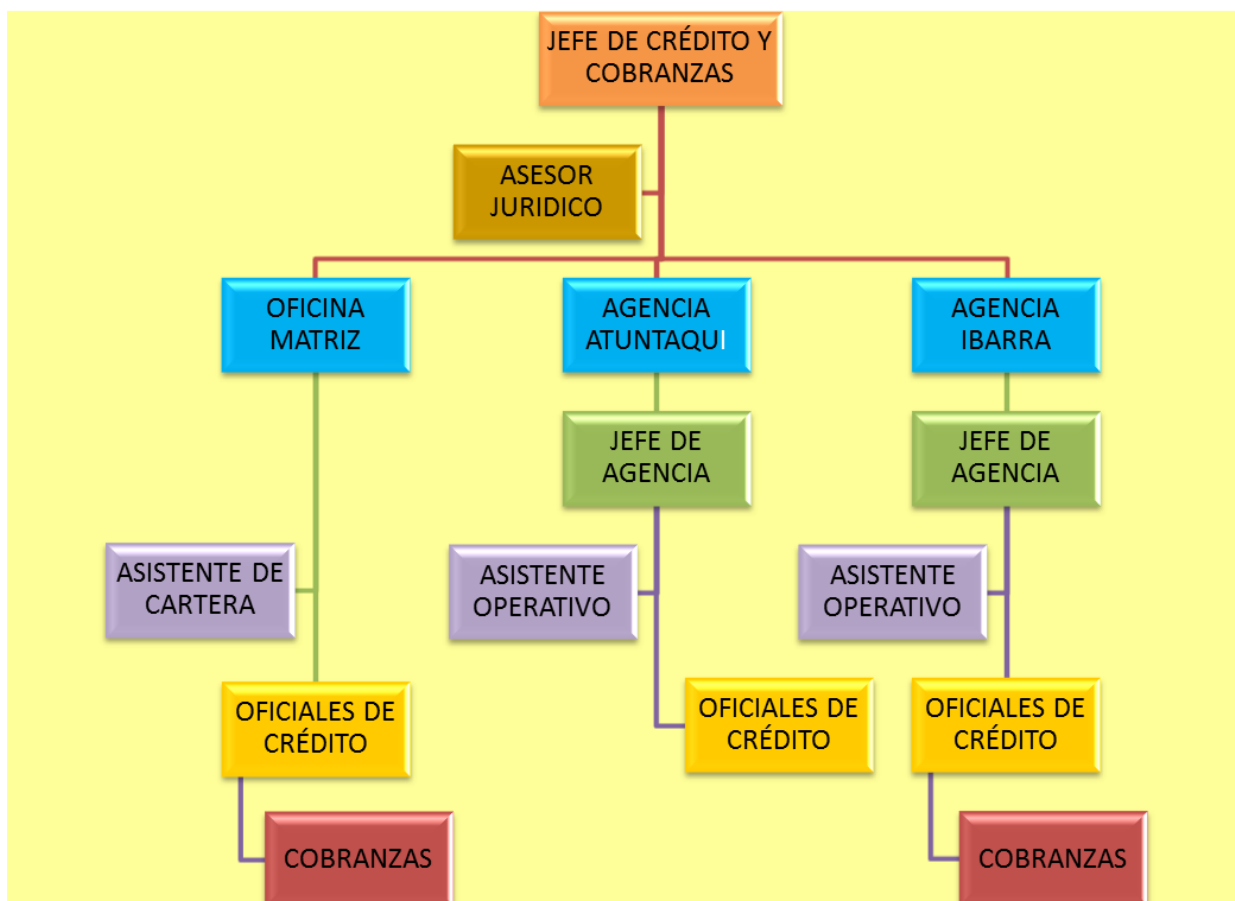 JEFE DE CRÉDITO Y
COBRANZAS
ASESOR
JURIDICO
OFICINA
MATRIZ
AGENCIA
ATUNTAQUI
AGENCIA
IBARRA
JEFE DE
AGENCIA
JEFE DE
AGENCIA
ASISTENTE DE
CARTERA
ASISTENTE
OPERATIVO
ASISTENTE
OPERATIVO
OFICIALES DE
CRÉDITO
OFICIALES DE
CRÉDITO
OFICIALES DE
CRÉDITO
COBRANZAS
COBRANZAS